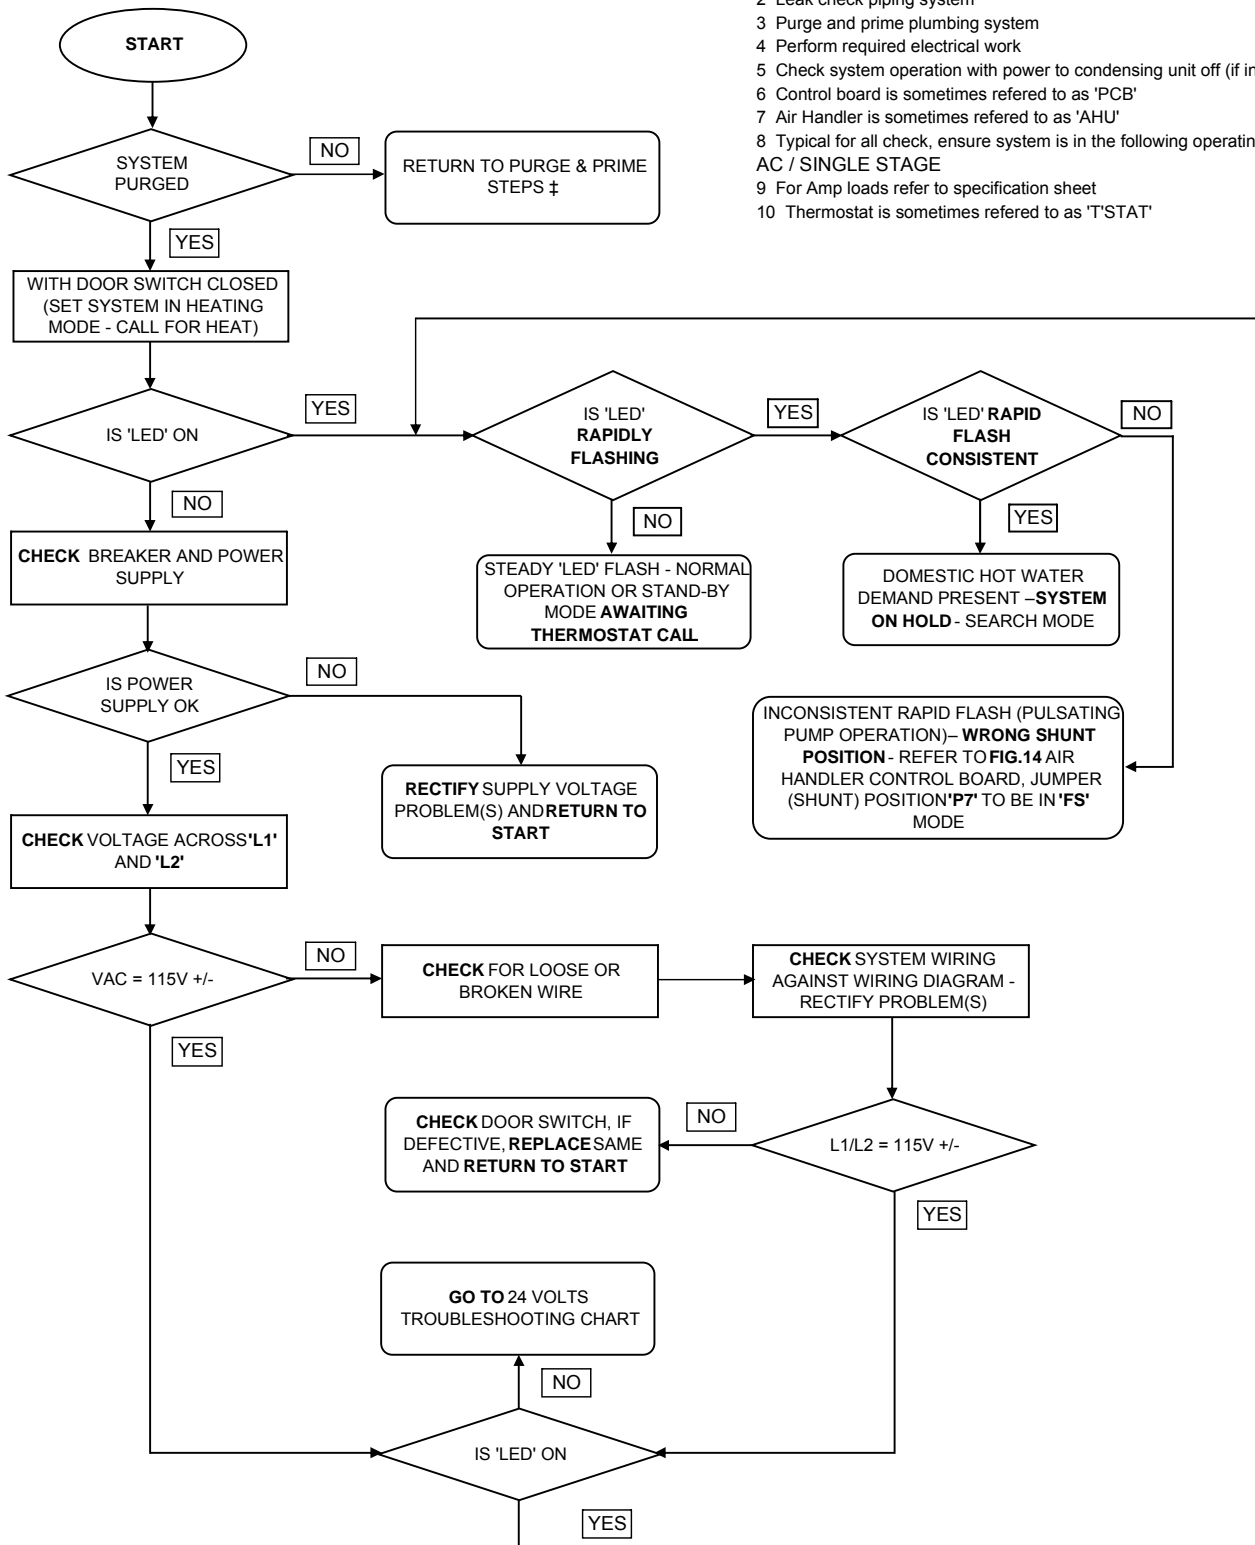 2 Leak check piping system
3 Purge and prime plumbing system
4 Perform required electrical work
5 Check system operation with power to condensing unit off (if in
6 Control board is sometimes refered to as 'PCB'
7 Air Handler is sometimes refered to as 'AHU'
8 Typical for all check, ensure system is in the following operatin
AC / SINGLE STAGE
9 For Amp loads refer to specification sheet
10 Thermostat is sometimes refered to as 'T'STAT'
START
SYSTEM
PURGED
NO
RETURN TO PURGE & PRIME
STEPS ‡
YES
WITH DOOR SWITCH CLOSED
(SET SYSTEM IN HEATING
MODE - CALL FOR HEAT)
IS 'LED' ON
YES
IS 'LED'
RAPIDLY
FLASHING
YES
IS 'LED' RAPID
FLASH
CONSISTENT
NO
NO
NO
YES
CHECK BREAKER AND POWER
SUPPLY
STEADY 'LED' FLASH - NORMAL
OPERATION OR STAND-BY
MODE AWAITING
THERMOSTAT CALL
DOMESTIC HOT WATER
DEMAND PRESENT –SYSTEM
ON HOLD - SEARCH MODE
IS POWER
SUPPLY OK
NO
YES
RECTIFY SUPPLY VOLTAGE
PROBLEM(S) AND RETURN TO
START
INCONSISTENT RAPID FLASH (PULSATING
PUMP OPERATION)– WRONG SHUNT
POSITION - REFER TO FIG.14 AIR
HANDLER CONTROL BOARD, JUMPER
(SHUNT) POSITION 'P7' TO BE IN 'FS'
MODE
CHECK VOLTAGE ACROSS 'L1'
AND 'L2'
VAC = 115V +/-
NO
CHECK FOR LOOSE OR
BROKEN WIRE
CHECK SYSTEM WIRING
AGAINST WIRING DIAGRAM -
RECTIFY PROBLEM(S)
YES
CHECK DOOR SWITCH, IF
DEFECTIVE, REPLACE SAME
AND RETURN TO START
NO
L1/L2 = 115V +/-
YES
GO TO 24 VOLTS
TROUBLESHOOTING CHART
NO
IS 'LED' ON
YES